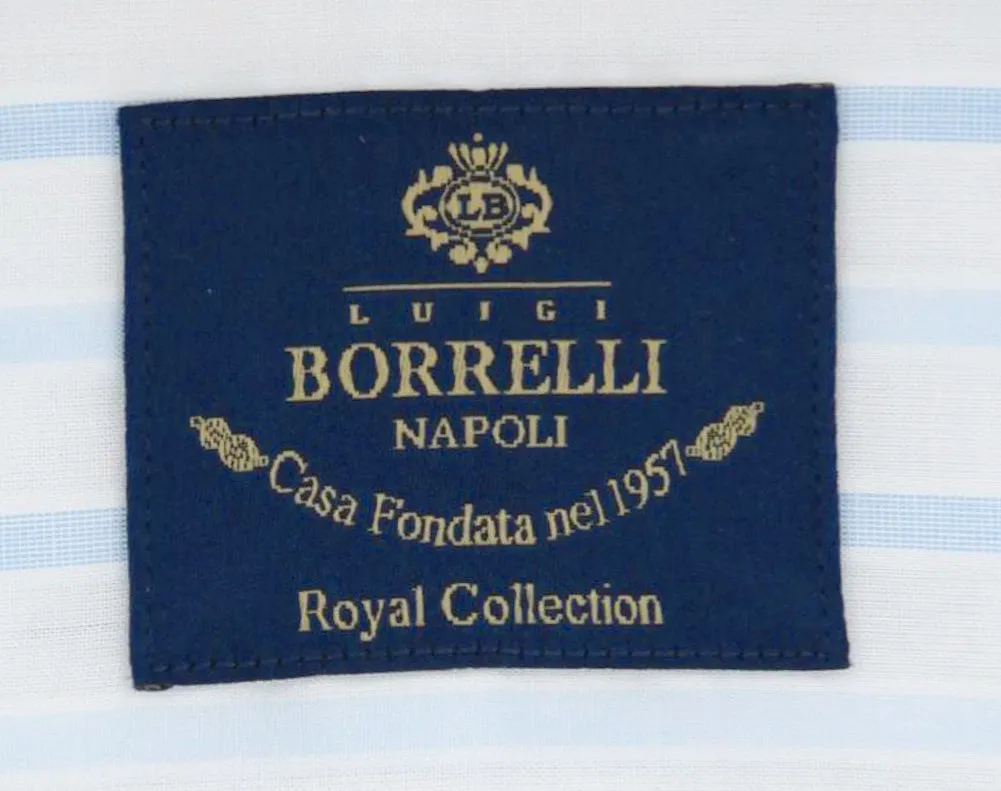 LB
LUIGI
BORRELLI
NAPOLI
Casa Fondata nel 1957
Royal Collection